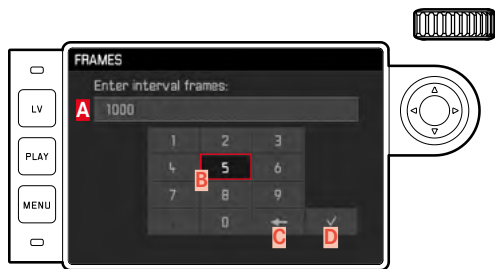 FRAMES
Enter interval frames:
A 1000
LV
1 2 3
PLAY
4 5 6
B
7 8 9
MENU
. 0
C D